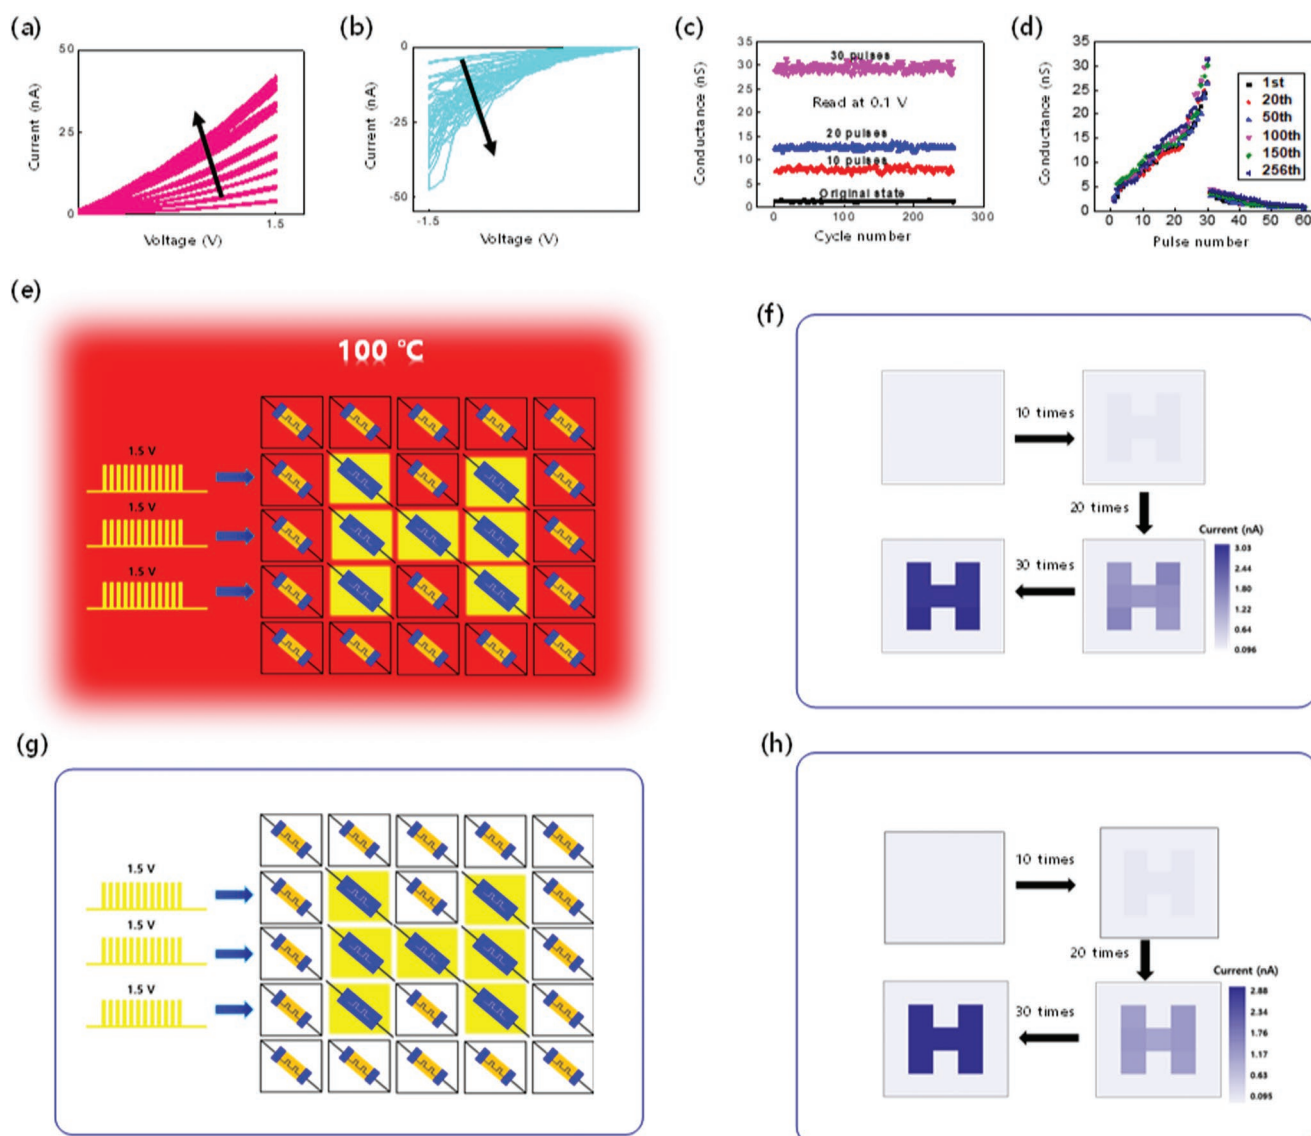 (a)
50
25
0
Current (nA)
1.5
Voltage (V)
(b)
0
-25
-50
Current (nA)
-1.5
Voltage (V)
(c)
35
30
25
20
15
10
5
0
Conductance (nS)
30 pulses
Read at 0.1 V
20 pulses
10 pulses
Original state
0 100 200 300
Cycle number
(d)
35
30
25
20
15
10
5
0
Conductance (nS)
1st
20th
50th
100th
150th
256th
0 10 20 30 40 50 60
Pulse number
(e)
100 °C
1.5 V
1.5 V
1.5 V
(f)
10 times
20 times
30 times
Current (nA)
3.03
2.44
1.80
1.22
0.64
0.096
(g)
1.5 V
1.5 V
1.5 V
(h)
10 times
20 times
30 times
Current (nA)
2.88
2.34
1.76
1.17
0.63
0.095